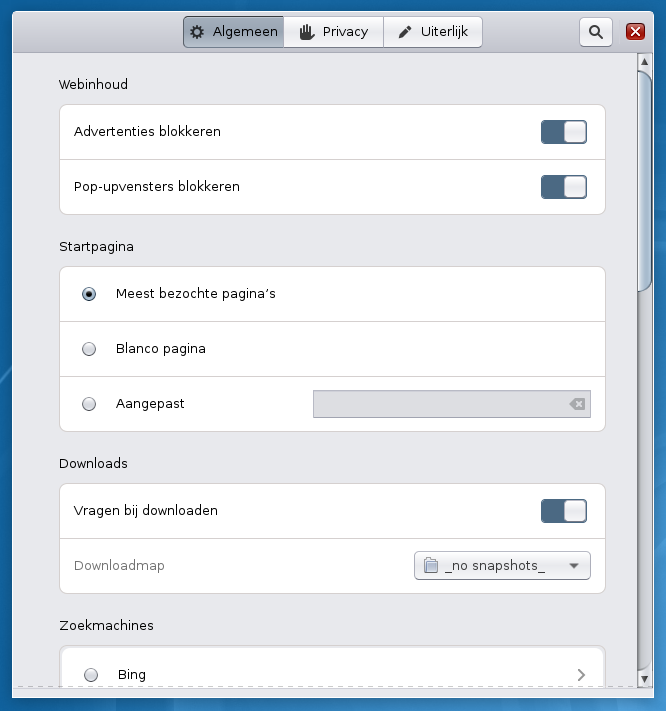 Algemeen
Privacy
Uiterlijk
Webinhoud
Advertenties blokkeren
Pop-upvensters blokkeren
Startpagina
Meest bezochte pagina’s
Blanco pagina
Aangepast
Downloads
Vragen bij downloaden
Downloadmap
_no snapshots_
Zoekmachines
Bing